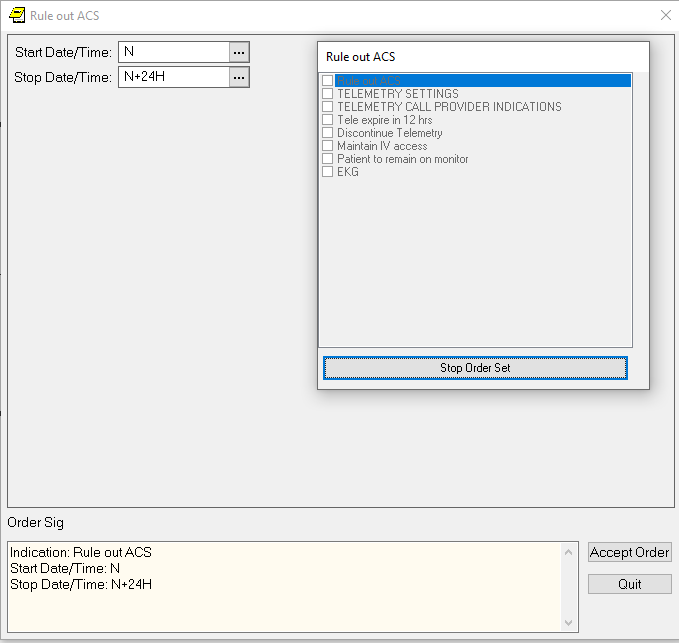 Rule out ACS
Start Date/Time: N ...
Stop Date/Time: N+24H ...
Rule out ACS
Rule out ACS
TELEMETRY SETTINGS
TELEMETRY CALL PROVIDER INDICATIONS
Tele expire in 12 hrs
Discontinue Telemetry
Maintain IV access
Patient to remain on monitor
EKG
Stop Order Set
Order Sig
Indication: Rule out ACS
Start Date/Time: N
Stop Date/Time: N+24H
Accept Order
Quit